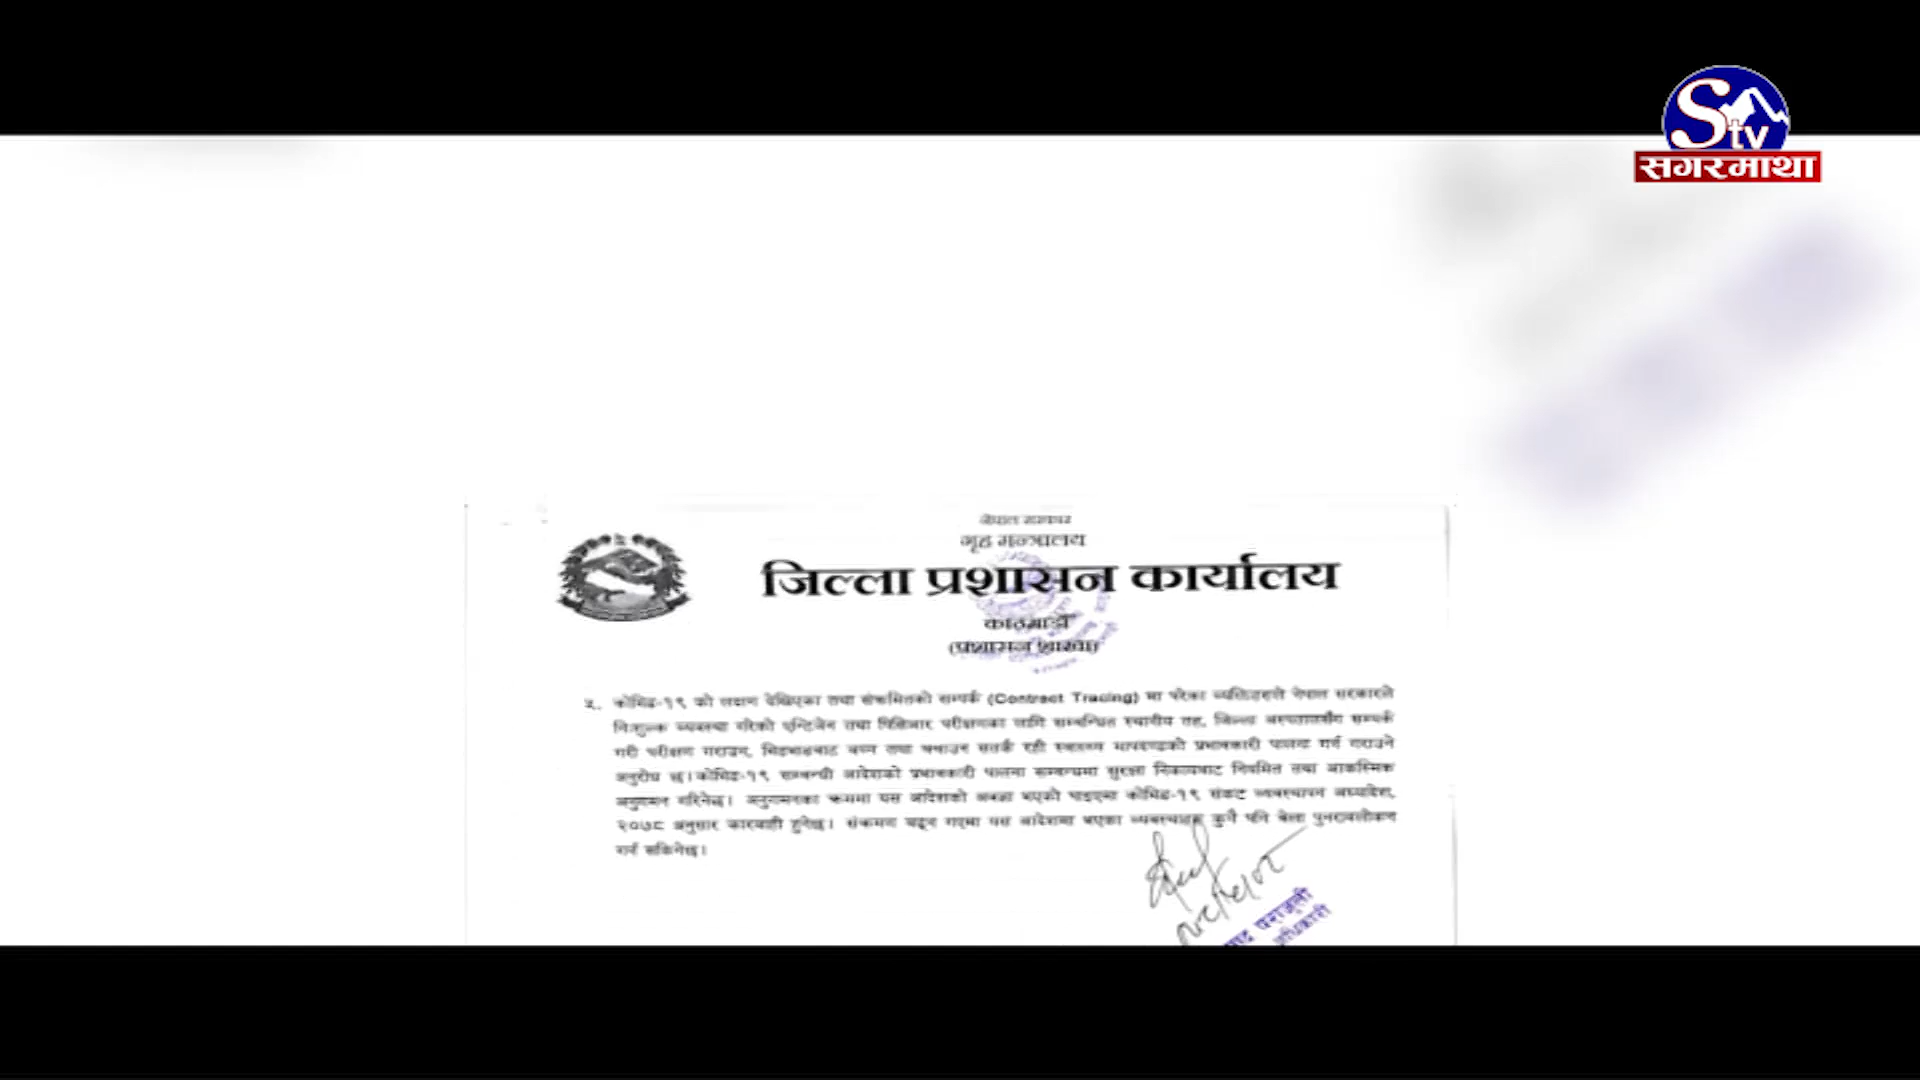 Stv
सगरमाथा
नेपाल सरकार
गृह मन्त्रालय
जिल्ला प्रशासन कार्यालय
काठमाडौं
(प्रशासन शाखा)
५. कोभिड-१९ को लक्षण देखिएका तथा संक्रमितको सम्पर्क (Contract Tracing) मा परेका व्यक्तिहरुले नेपाल सरकारले
निःशुल्क व्यवस्था गरेको एन्टिजेन तथा पिसिआर परीक्षणका लागि सम्बन्धित स्थानीय तह, जिल्ला अस्पतालसँग सम्पर्क
गरी परीक्षण गराउन, भिडभाडबाट बच्न तथा बचाउन सतर्क रही स्वास्थ्य मापदण्डको प्रभावकारी पालना गर्न गराउन
अनुरोध छ। कोभिड-१९ सम्बन्धी आदेशको प्रभावकारी पालना सम्बन्धमा सुरक्षा निकायबाट नियमित तथा आकस्मिक
अनुगमन गरिनेछ। अनुगमनका क्रममा यस आदेशको अवज्ञा भएको पाइएमा कोभिड-१९ संकट व्यवस्थापन अध्यादेश,
२०७८ अनुसार कारवाही हुनेछ। संक्रमण बढ्न गएमा यस आदेशमा भएका व्यवस्थाहरू कुनै पनि बेला पुनरावलोकन
गर्न सकिनेछ।
पराजुली
अधिकारी